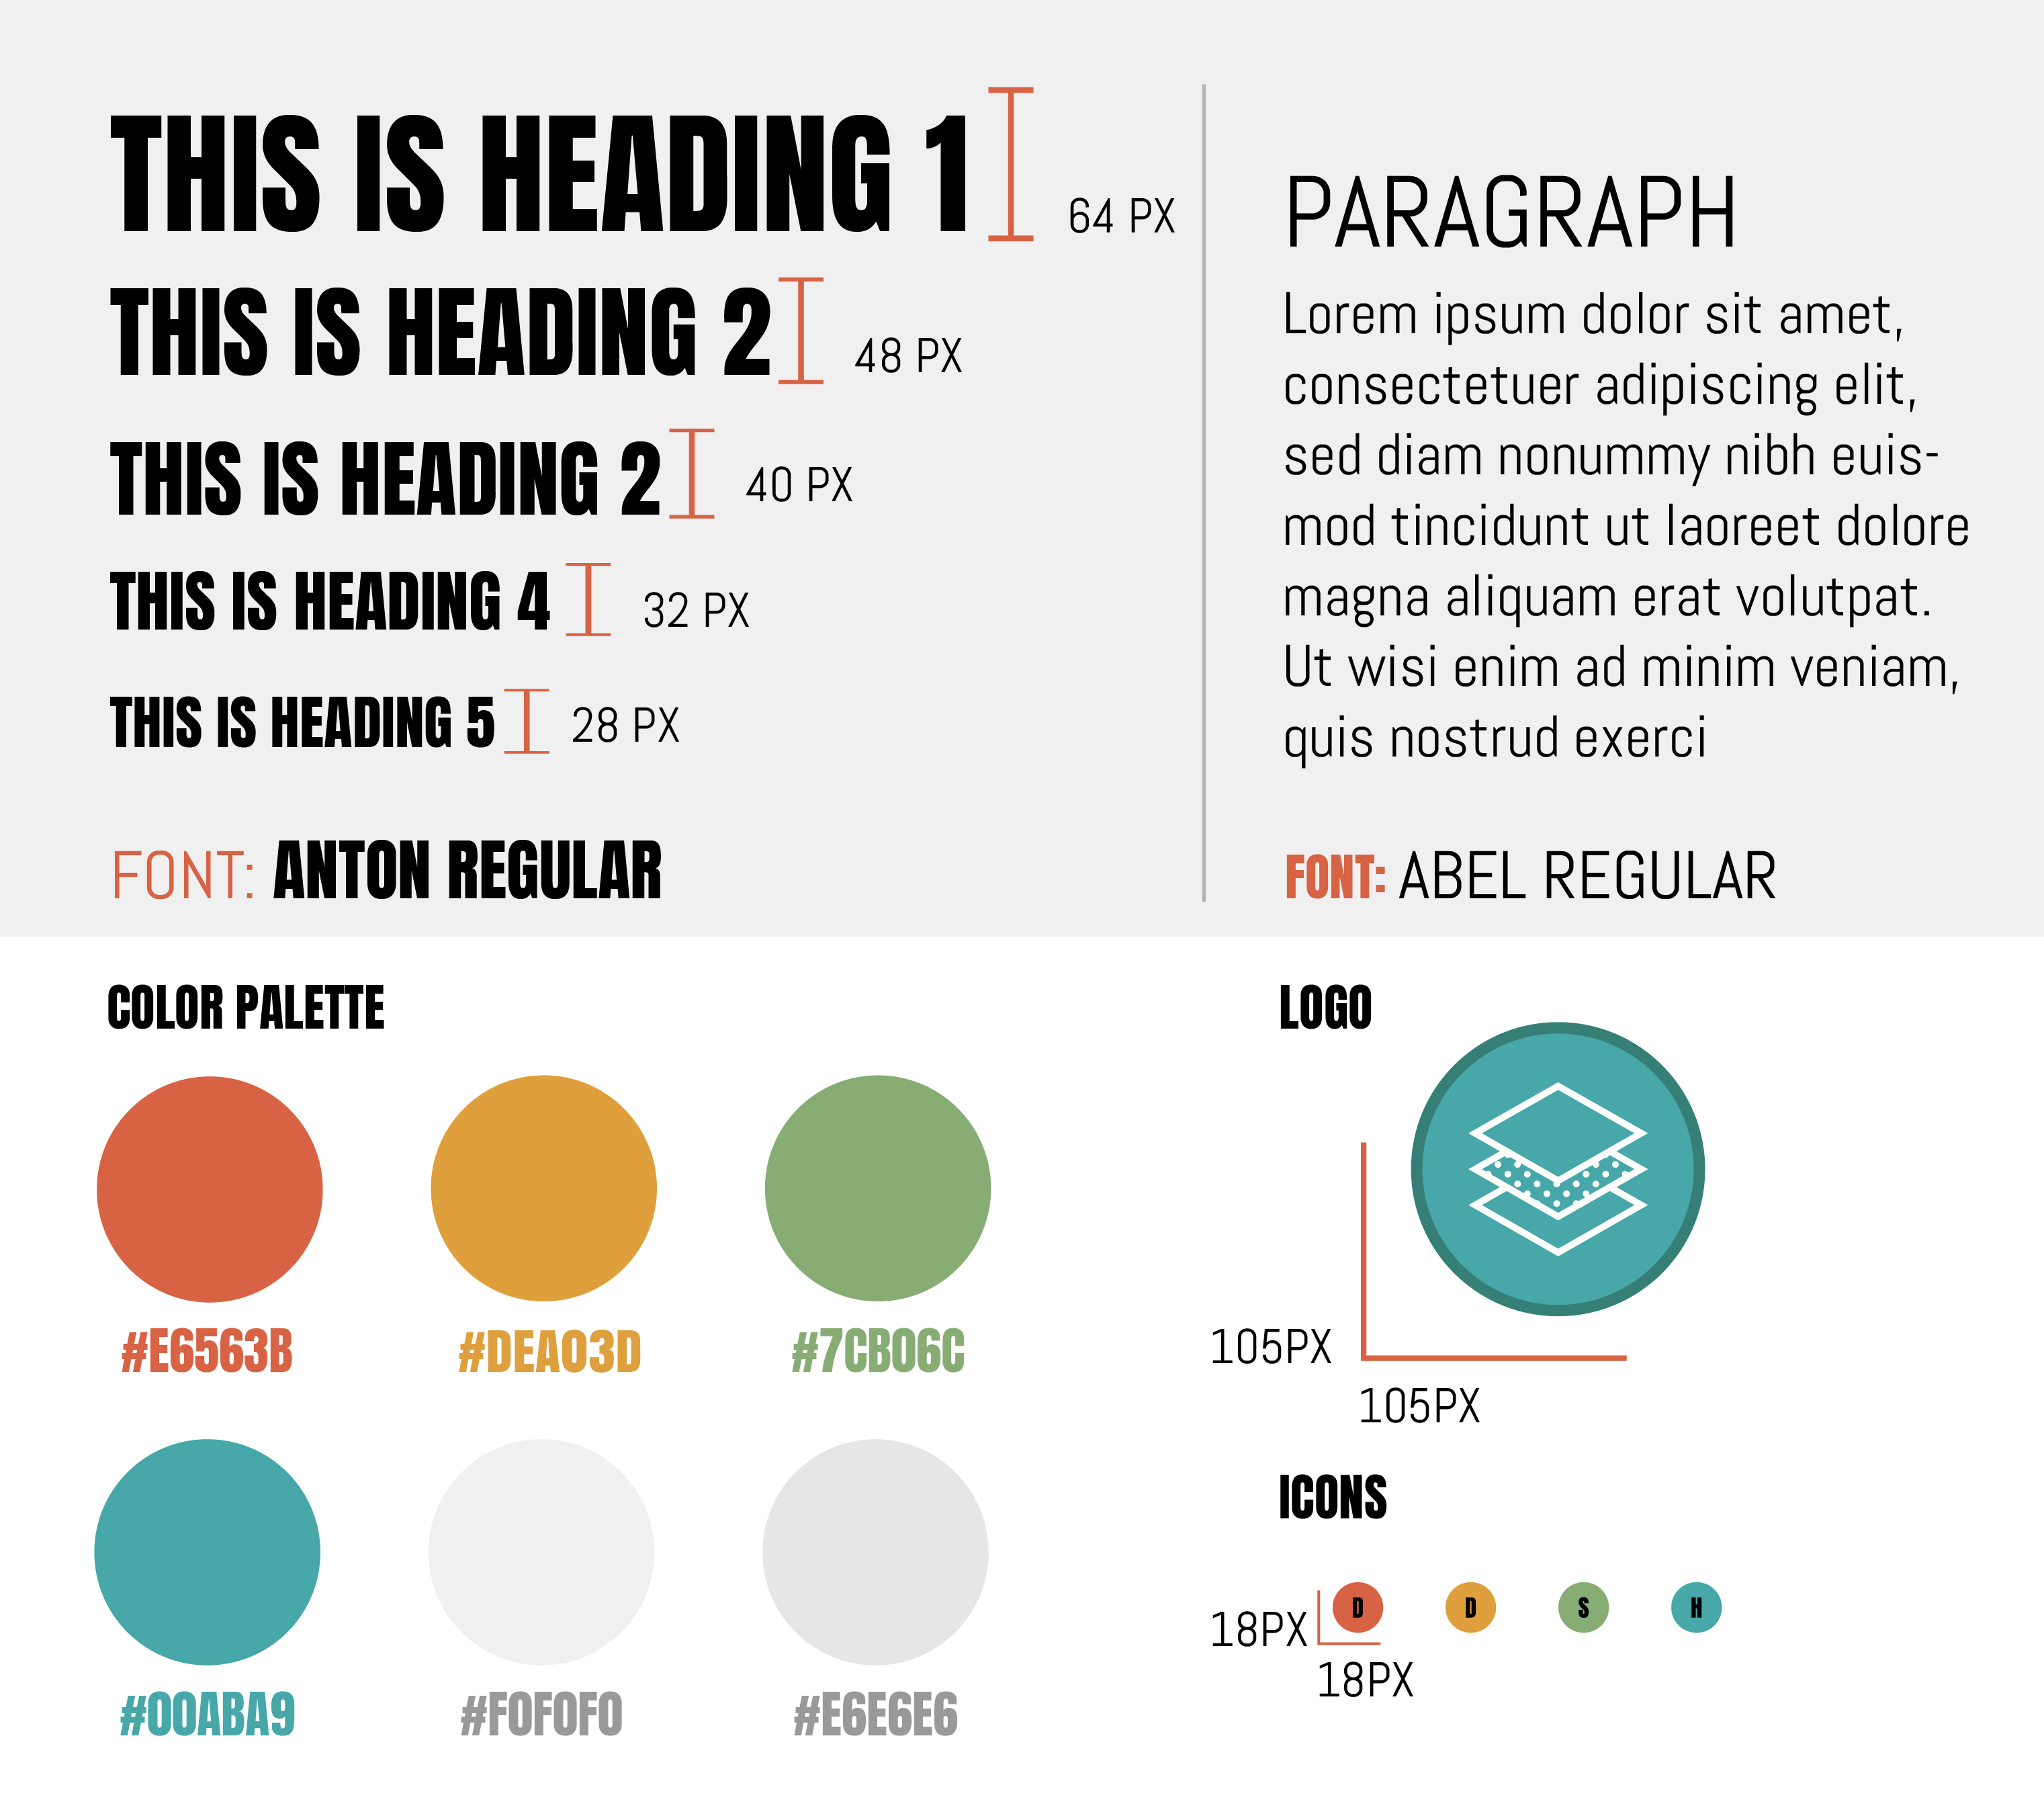 THIS IS HEADING 1
64 PX
THIS IS HEADING 2
48 PX
THIS IS HEADING 2
40 PX
THIS IS HEADING 4
32 PX
THIS IS HEADING 5
28 PX
FONT: ANTON REGULAR
PARAGRAPH
Lorem ipsum dolor sit amet,
consectetuer adipiscing elit,
sed diam nonummy nibh euis-
mod tincidunt ut laoreet dolore
magna aliquam erat volutpat.
Ut wisi enim ad minim veniam,
quis nostrud exerci
FONT: ABEL REGULAR
COLOR PALETTE
#E6563B
#DEA03D
#7CB06C
#00ABA9
#F0F0F0
#E6E6E6
LOGO
105PX
105PX
ICONS
D
D
S
H
18PX
18PX